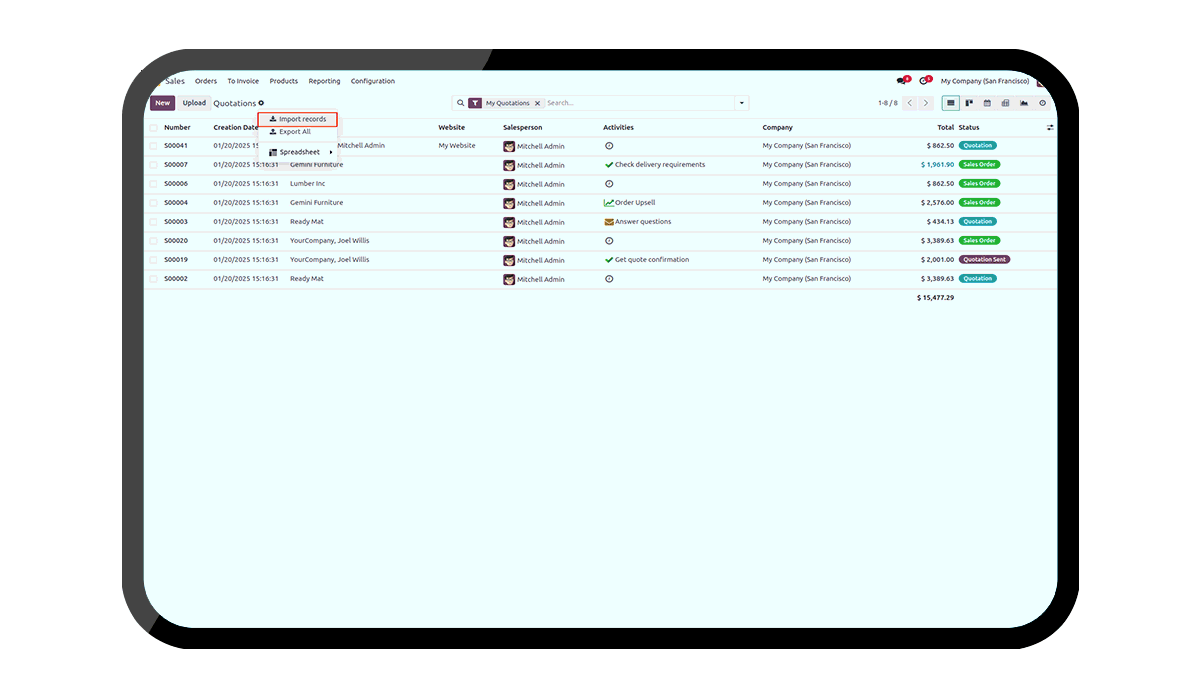 Sales Orders To Invoice Products Reporting Configuration My Company (San Francisco)
New Upload Quotations My Quotations Search... 1-8 / 8
Import records
Export All
Spreadsheet
Number Creation Date Website Salesperson Activities Company Total Status
S00041 01/20/2025 15 Mitchell Admin My Website Mitchell Admin My Company (San Francisco) $ 862.50 Quotation
S00007 01/20/2025 15:16:31 Gemini Furniture Mitchell Admin Check delivery requirements My Company (San Francisco) $ 1,961.90 Sales Order
S00006 01/20/2025 15:16:31 Lumber Inc Mitchell Admin My Company (San Francisco) $ 862.50 Sales Order
S00004 01/20/2025 15:16:31 Gemini Furniture Mitchell Admin Order Upsell My Company (San Francisco) $ 2,576.00 Sales Order
S00003 01/20/2025 15:16:31 Ready Mat Mitchell Admin Answer questions My Company (San Francisco) $ 434.13 Quotation
S00020 01/20/2025 15:16:31 YourCompany, Joel Willis Mitchell Admin My Company (San Francisco) $ 3,389.63 Sales Order
S00019 01/20/2025 15:16:31 YourCompany, Joel Willis Mitchell Admin Get quote confirmation My Company (San Francisco) $ 2,001.00 Quotation Sent
S00002 01/20/2025 15:16:31 Ready Mat Mitchell Admin My Company (San Francisco) $ 3,389.63 Quotation
$ 15,477.29